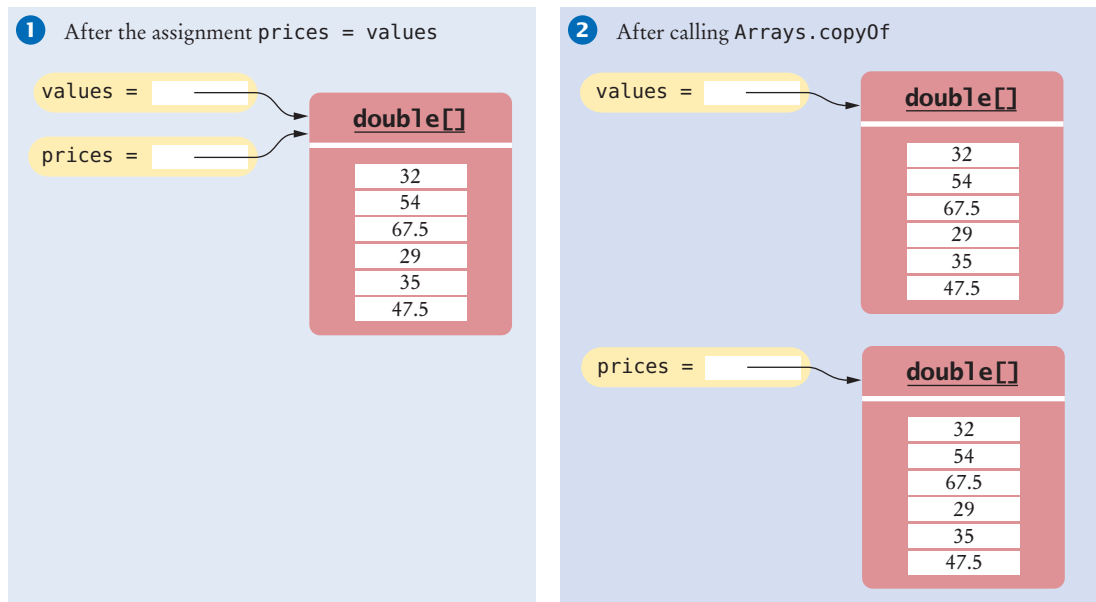 1 After the assignment prices = values
values =
prices =
double[]
32
54
67.5
29
35
47.5
2 After calling Arrays.copyOf
values =
double[]
32
54
67.5
29
35
47.5
prices =
double[]
32
54
67.5
29
35
47.5